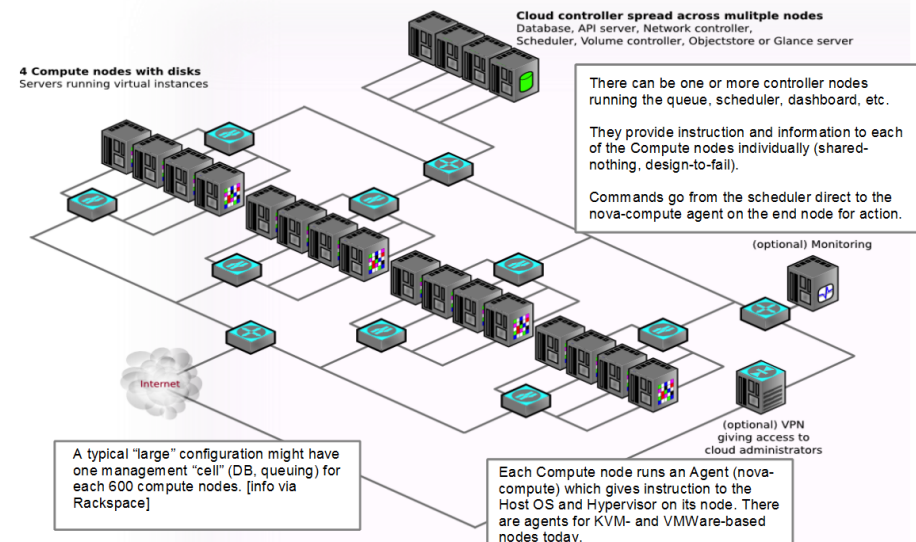 Cloud controller spread across mulitple nodes
Database, API server, Network controller,
Scheduler, Volume controller, Objectstore or Glance server
4 Compute nodes with disks
Servers running virtual instances
There can be one or more controller nodes
running the queue, scheduler, dashboard, etc.
They provide instruction and information to each
of the Compute nodes individually (shared-
nothing, design-to-fail).
Commands go from the scheduler direct to the
nova-compute agent on the end node for action.
(optional) Monitoring
Internet
(optional) VPN
giving access to
cloud administrators
A typical “large” configuration might have
one management “cell” (DB, queuing) for
each 600 compute nodes. [info via
Rackspace]
Each Compute node runs an Agent (nova-
compute) which gives instruction to the
Host OS and Hypervisor on its node. There
are agents for KVM- and VMWare-based
nodes today.